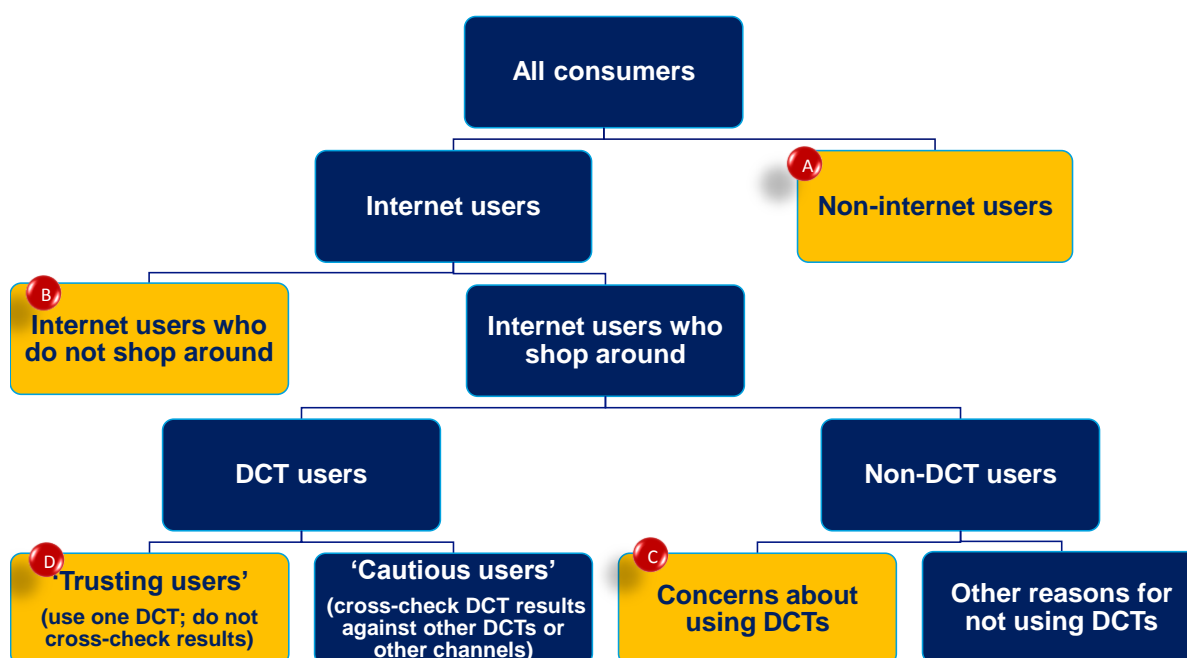 All consumers
A
Internet users
Non-internet users
B
Internet users who
do not shop around
Internet users who
shop around
DCT users
Non-DCT users
D
'Trusting users'
(use one DCT; do not
cross-check results)
'Cautious users'
(cross-check DCT results
against other DCTs or
other channels)
C
Concerns about
using DCTs
Other reasons for
not using DCTs